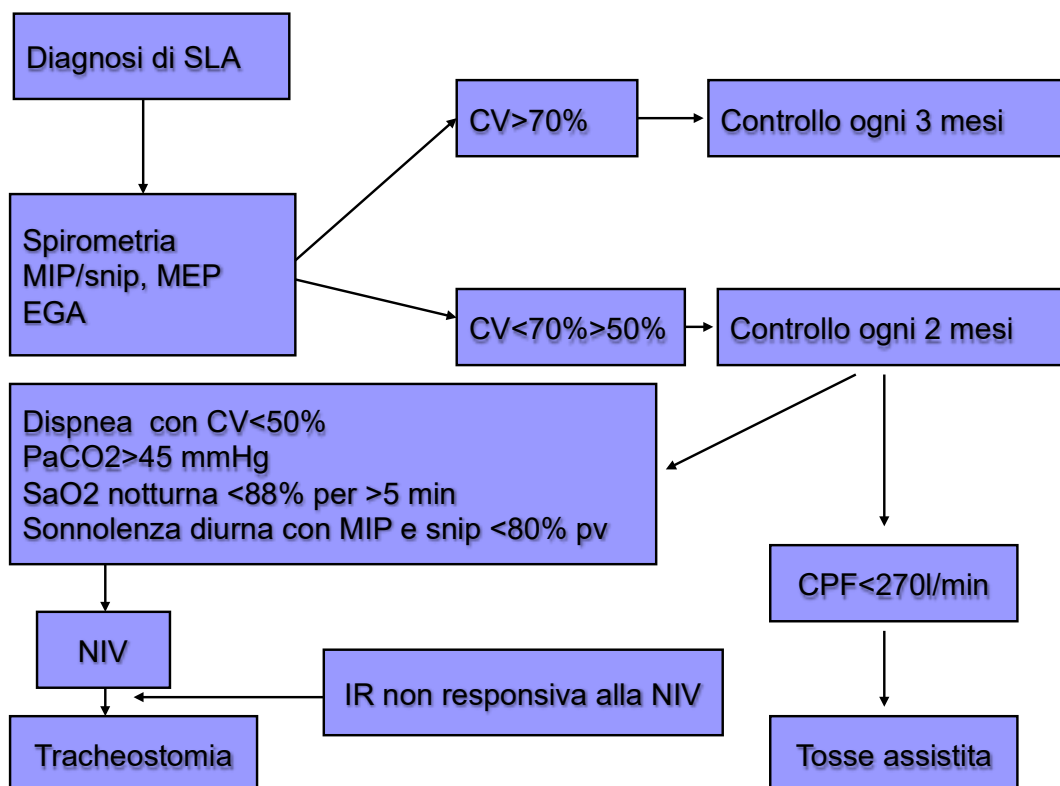 Diagnosi di SLA
CV>70%
Controllo ogni 3 mesi
Spirometria
MIP/snip, MEP
EGA
CV<70%>50%
Controllo ogni 2 mesi
Dispnea con CV<50%
PaCO2>45 mmHg
SaO2 notturna <88% per >5 min
Sonnolenza diurna con MIP e snip <80% pv
CPF<270l/min
NIV
IR non responsiva alla NIV
Tracheostomia
Tosse assistita